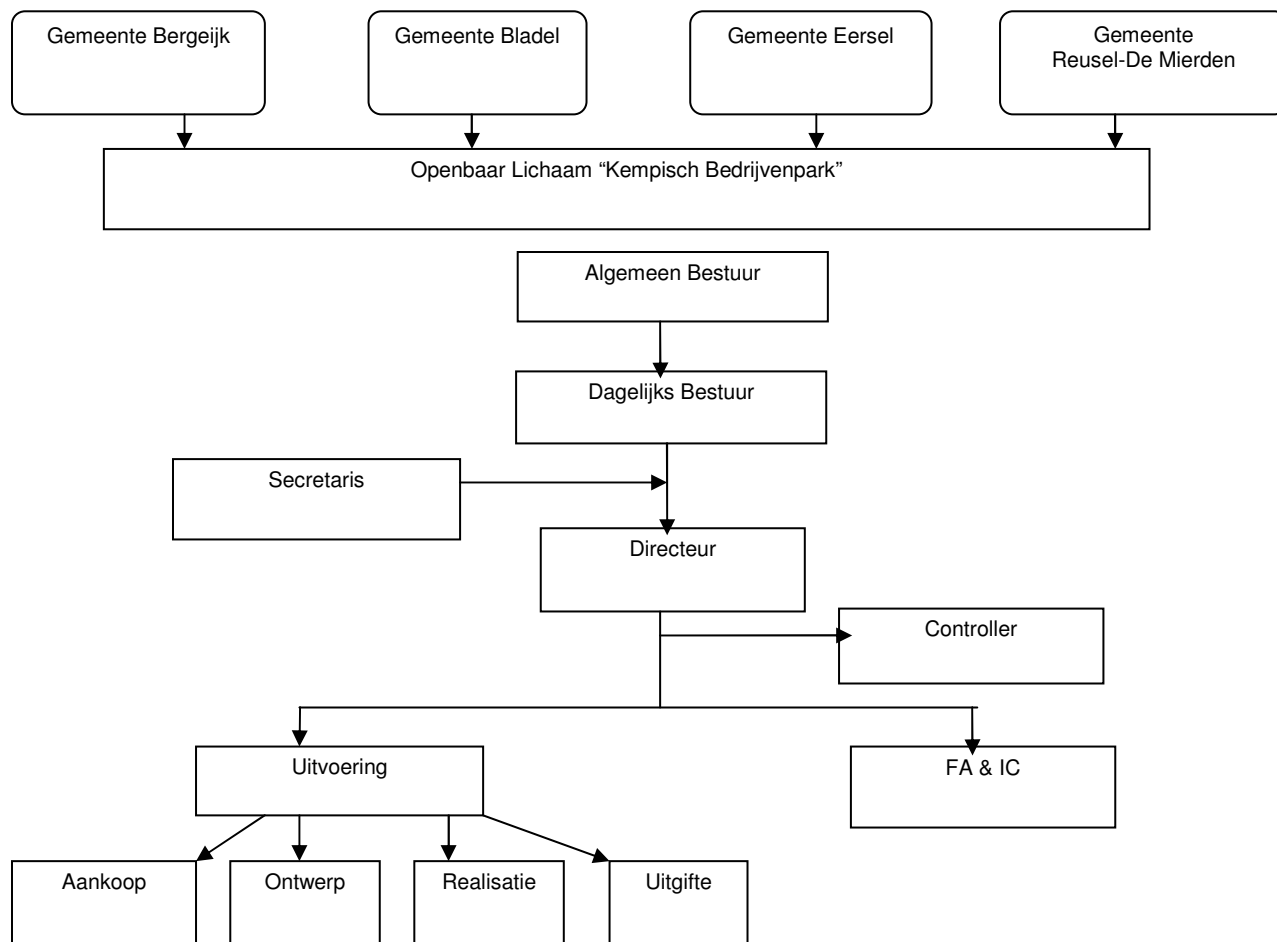 Gemeente Bergeijk
Gemeente Bladel
Gemeente Eersel
Gemeente
Reusel-De Mierden
Openbaar Lichaam “Kempisch Bedrijvenpark”
Algemeen Bestuur
Dagelijks Bestuur
Secretaris
Directeur
Controller
Uitvoering
FA & IC
Aankoop
Ontwerp
Realisatie
Uitgifte